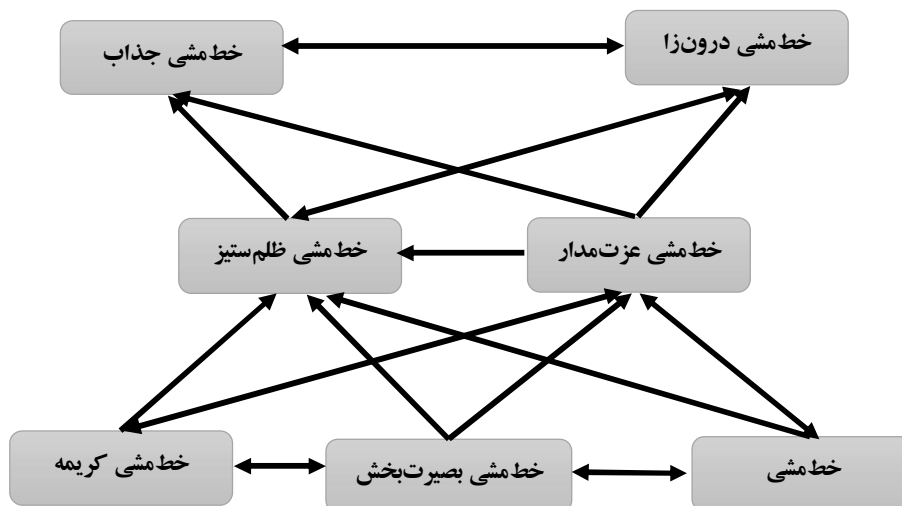 خط‌مشی درون‌زا
خط‌مشی جذاب
خط‌مشی عزت‌مدار
خط‌مشی ظلم‌ستیز
خط‌مشی
خط‌مشی بصیرت‌بخش
خط‌مشی کریمه